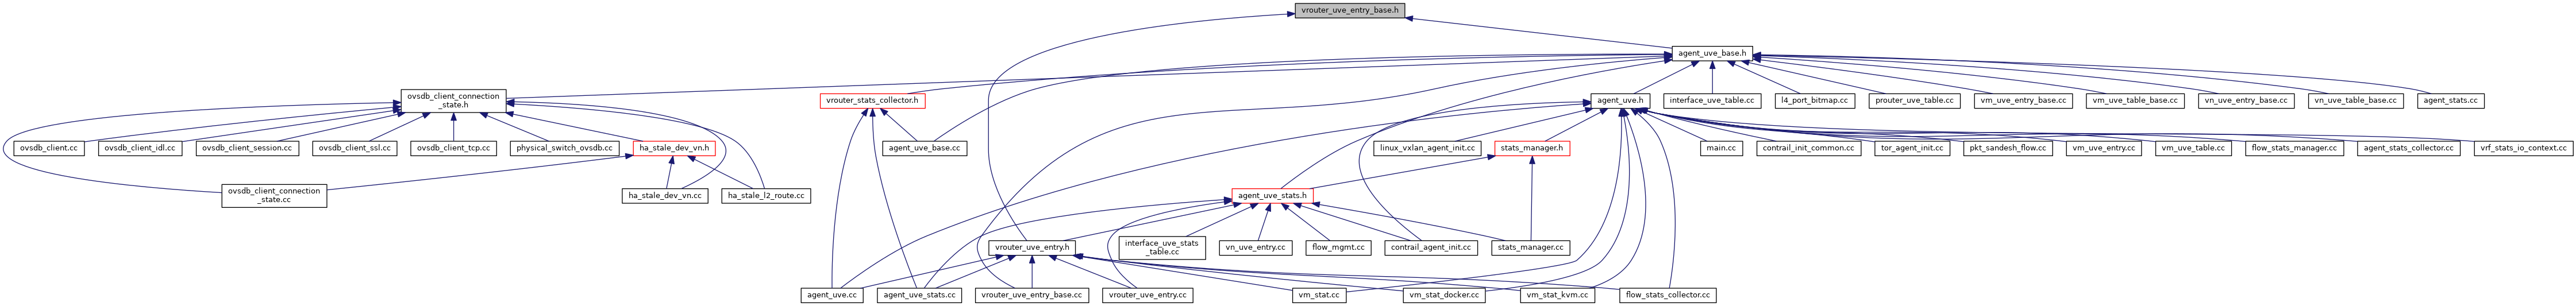 vrouter_uve_entry_base.h
agent_uve_base.h
ovsdb_client_connection
_state.h
vrouter_stats_collector.h
agent_uve.h
interface_uve_table.cc
l4_port_bitmap.cc
prouter_uve_table.cc
vm_uve_entry_base.cc
vm_uve_table_base.cc
vn_uve_entry_base.cc
vn_uve_table_base.cc
agent_stats.cc
ovsdb_client.cc
ovsdb_client_idl.cc
ovsdb_client_session.cc
ovsdb_client_ssl.cc
ovsdb_client_tcp.cc
physical_switch_ovsdb.cc
ha_stale_dev_vn.h
agent_uve_base.cc
linux_vxlan_agent_init.cc
stats_manager.h
main.cc
contrail_init_common.cc
tor_agent_init.cc
pkt_sandesh_flow.cc
vm_uve_entry.cc
vm_uve_table.cc
flow_stats_manager.cc
agent_stats_collector.cc
vrf_stats_io_context.cc
ovsdb_client_connection
_state.cc
ha_stale_dev_vn.cc
ha_stale_l2_route.cc
agent_uve_stats.h
vrouter_uve_entry.h
interface_uve_stats
_table.cc
vn_uve_entry.cc
flow_mgmt.cc
contrail_agent_init.cc
stats_manager.cc
agent_uve.cc
agent_uve_stats.cc
vrouter_uve_entry_base.cc
vrouter_uve_entry.cc
vm_stat.cc
vm_stat_docker.cc
vm_stat_kvm.cc
flow_stats_collector.cc